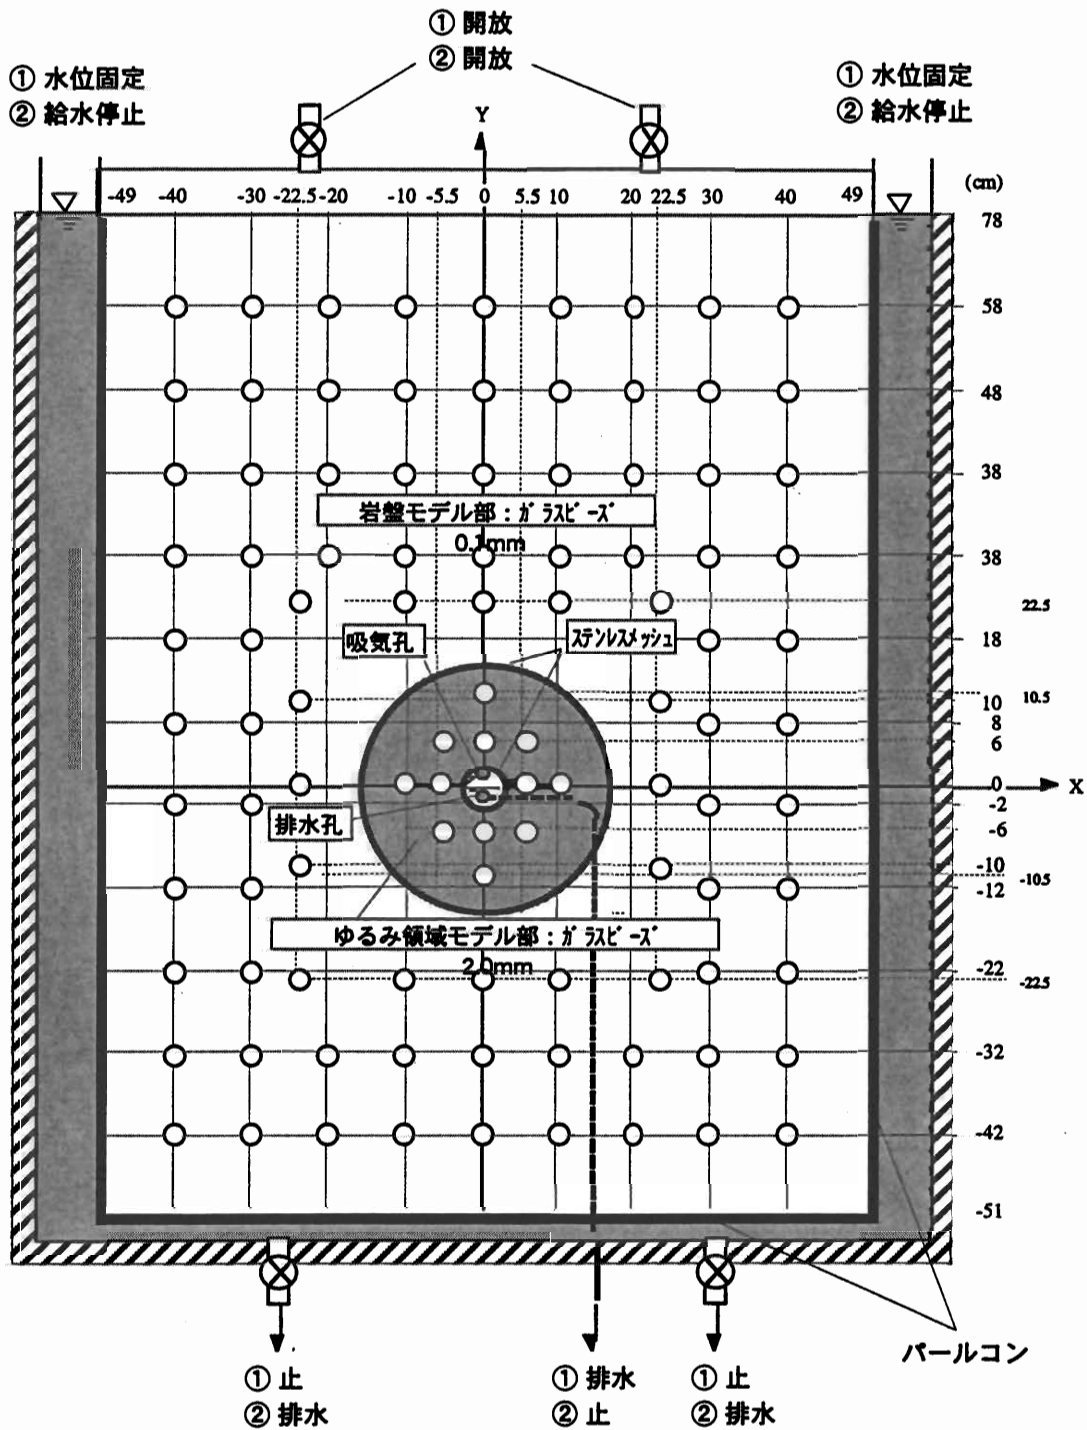 ① 開放
② 開放
① 水位固定
② 給水停止
① 水位固定
② 給水停止
Y
-49 -40 -30 -22.5 -20 -10 -5.5 0 5.5 10 20 22.5 30 40 49
(cm)
78
58
48
38
岩盤モデル部：ガラスビーズ
0.1mm
38
22.5
吸気孔
ステンレスメッシュ
18
10
10.5
8
6
0
X
-2
排水孔
-6
-10
-10.5
-12
ゆるみ領域モデル部：ガラスビーズ
2.0mm
-22
-22.5
-32
-42
-51
パールコン
① 止
② 排水
① 排水
② 止
① 止
② 排水